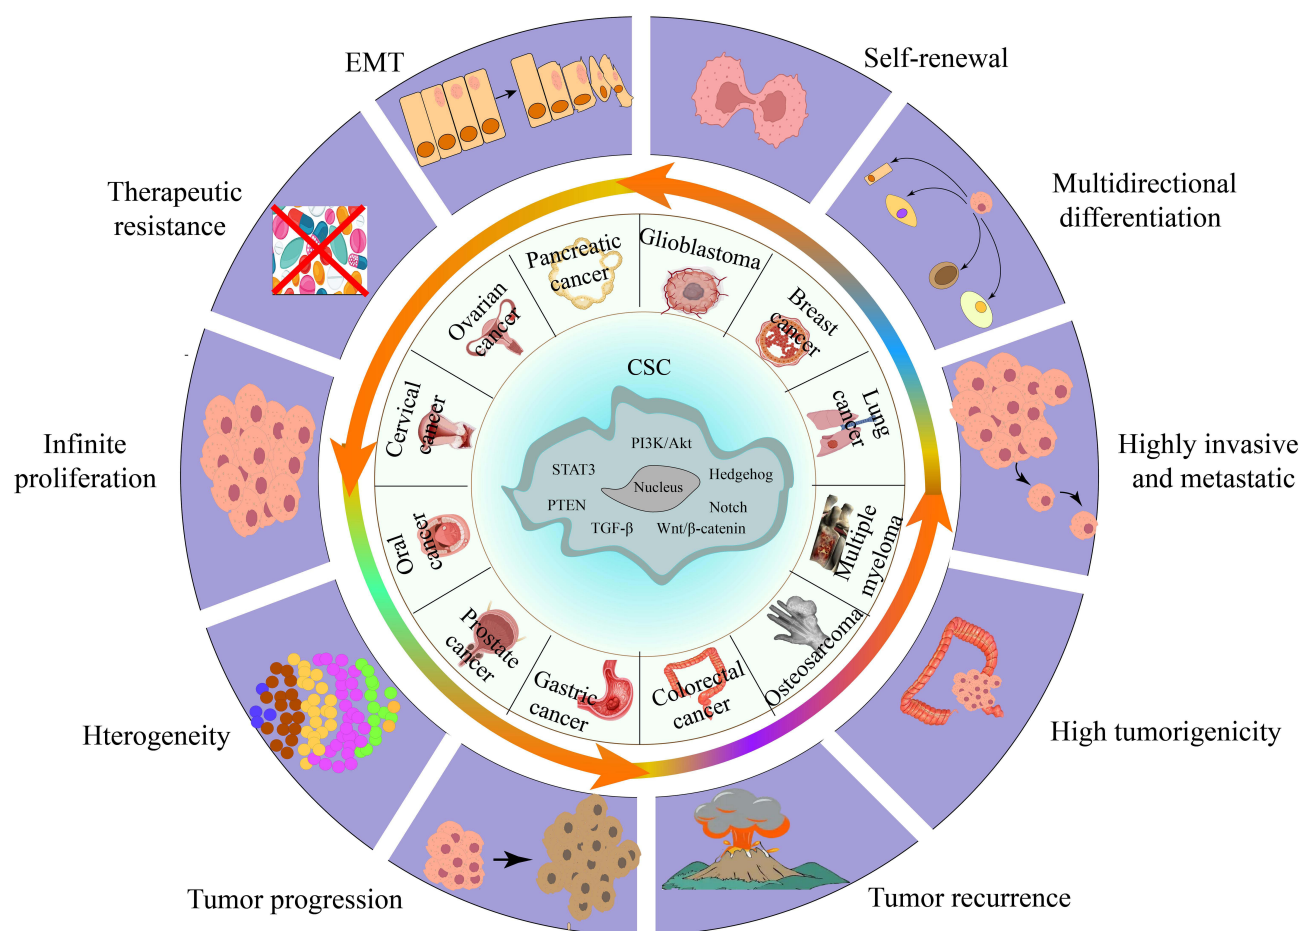 EMT
Self-renewal
Therapeutic
resistance
Multidirectional
differentiation
Infinite
proliferation
Highly invasive
and metastatic
Hterogeneity
High tumorigenicity
Tumor progression
Tumor recurrence
Pancreatic
cancer
Glioblastoma
Breast
cancer
Lung
cancer
Multiple
myeloma
Osteosarcoma
Colorectal
cancer
Gastric
cancer
Prostate
cancer
Oral
cancer
Cervical
cancer
Ovarian
cancer
CSC
PI3K/Akt
STAT3
Hedgehog
Nucleus
PTEN
Notch
TGF-β
Wnt/β-catenin